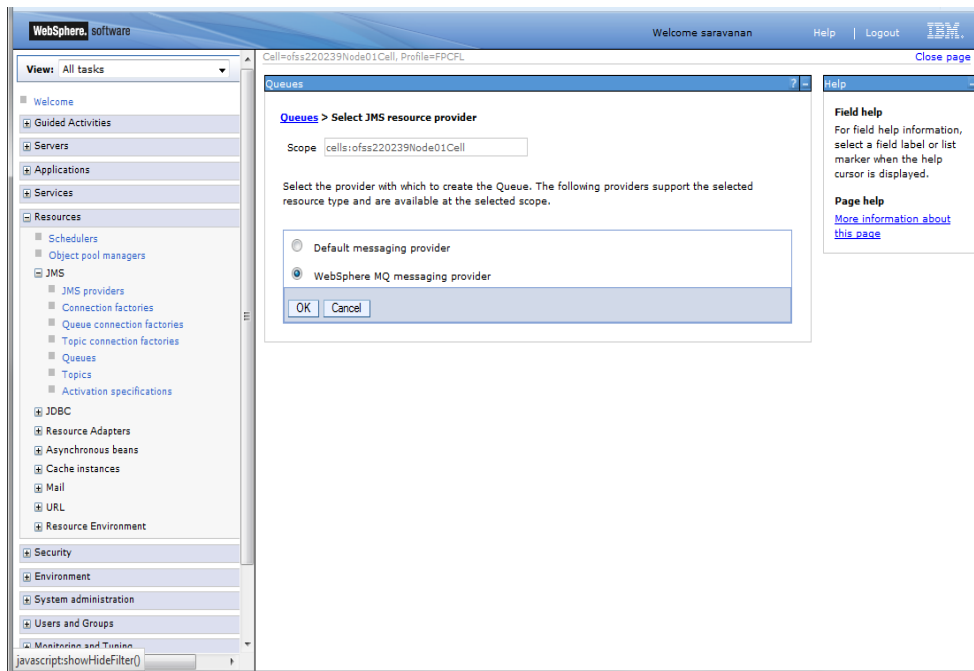 WebSphere. software
Welcome saravanan
Help | Logout
IBM.
View: All tasks
Welcome
Guided Activities
Servers
Applications
Services
Resources
Schedulers
Object pool managers
JMS
JMS providers
Connection factories
Queue connection factories
Topic connection factories
Queues
Topics
Activation specifications
JDBC
Resource Adapters
Asynchronous beans
Cache instances
Mail
URL
Resource Environment
Security
Environment
System administration
Users and Groups
Monitoring and Tuning
javascript:showHideFilter()
Cell=ofss220239Node01Cell, Profile=FPCFL
Close page
Queues ? -
Queues > Select JMS resource provider
Scope cells:ofss220239Node01Cell
Select the provider with which to create the Queue. The following providers support the selected
resource type and are available at the selected scope.
Default messaging provider
WebSphere MQ messaging provider
OK Cancel
Help -
Field help
For field help information,
select a field label or list
marker when the help
cursor is displayed.
Page help
More information about
this page